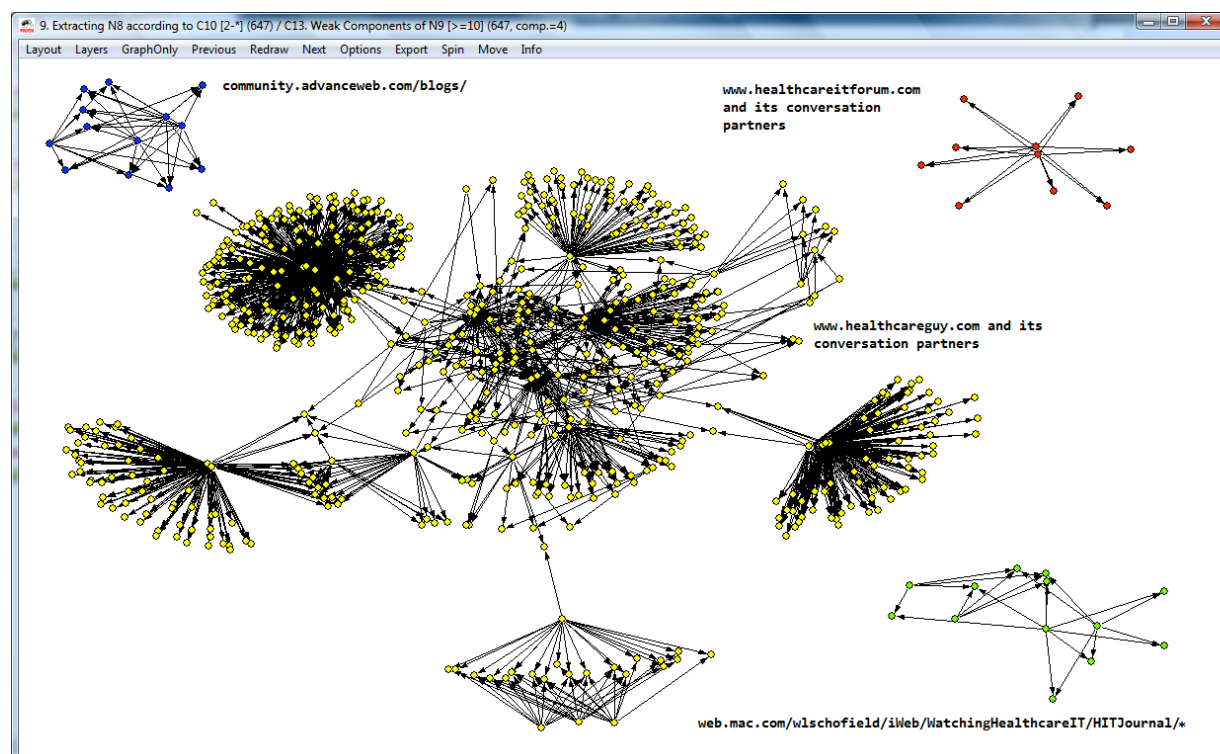 9. Extracting N8 according to C10 [2-*] (647) / C13. Weak Components of N9 [>=10] (647, comp.=4)
Layout Layers GraphOnly Previous Redraw Next Options Export Spin Move Info
community.advanceweb.com/blogs/
www.healthcareitforum.com
and its conversation
partners
www.healthcareguy.com and its
conversation partners
web.mac.com/wlschofield/iWeb/WatchingHealthcareIT/HITJournal/*